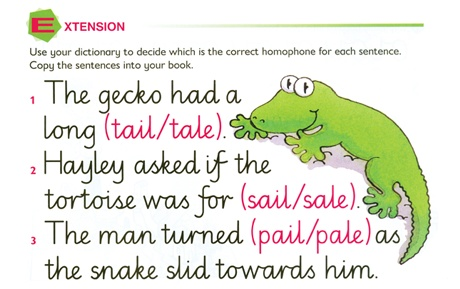 EXTENSION
Use your dictionary to decide which is the correct homophone for each sentence.
Copy the sentences into your book.
1 The gecko had a
long (tail/tale).
2 Hayley asked if the
tortoise was for (sail/sale).
3 The man turned (pail/pale) as
the snake slid towards him.